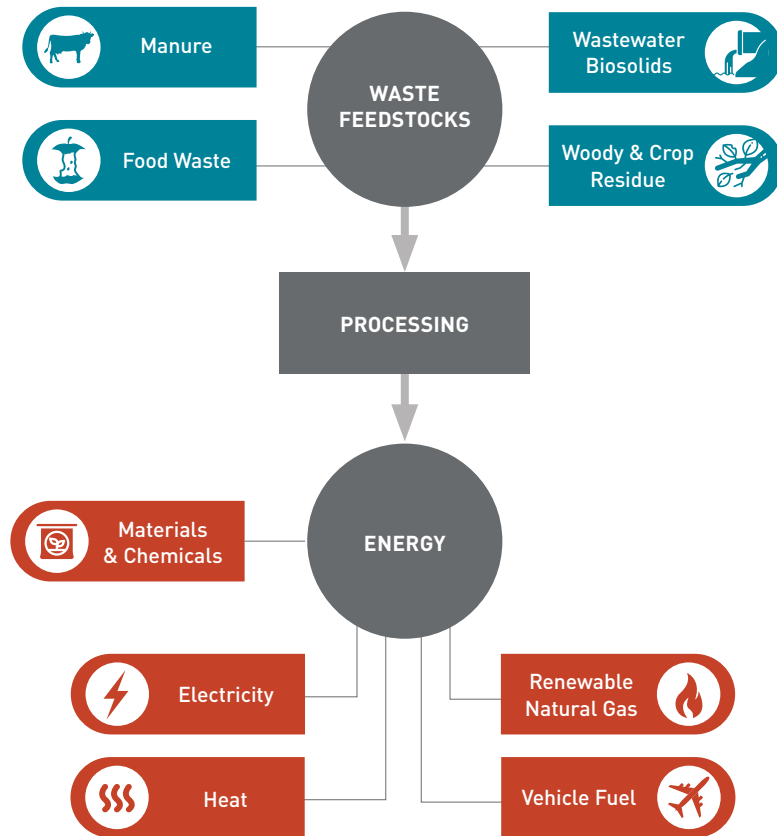 Manure
WASTE
FEEDSTOCKS
Wastewater
Biosolids
Food Waste
Woody & Crop
Residue
PROCESSING
ENERGY
Materials
& Chemicals
Electricity
Renewable
Natural Gas
Heat
Vehicle Fuel